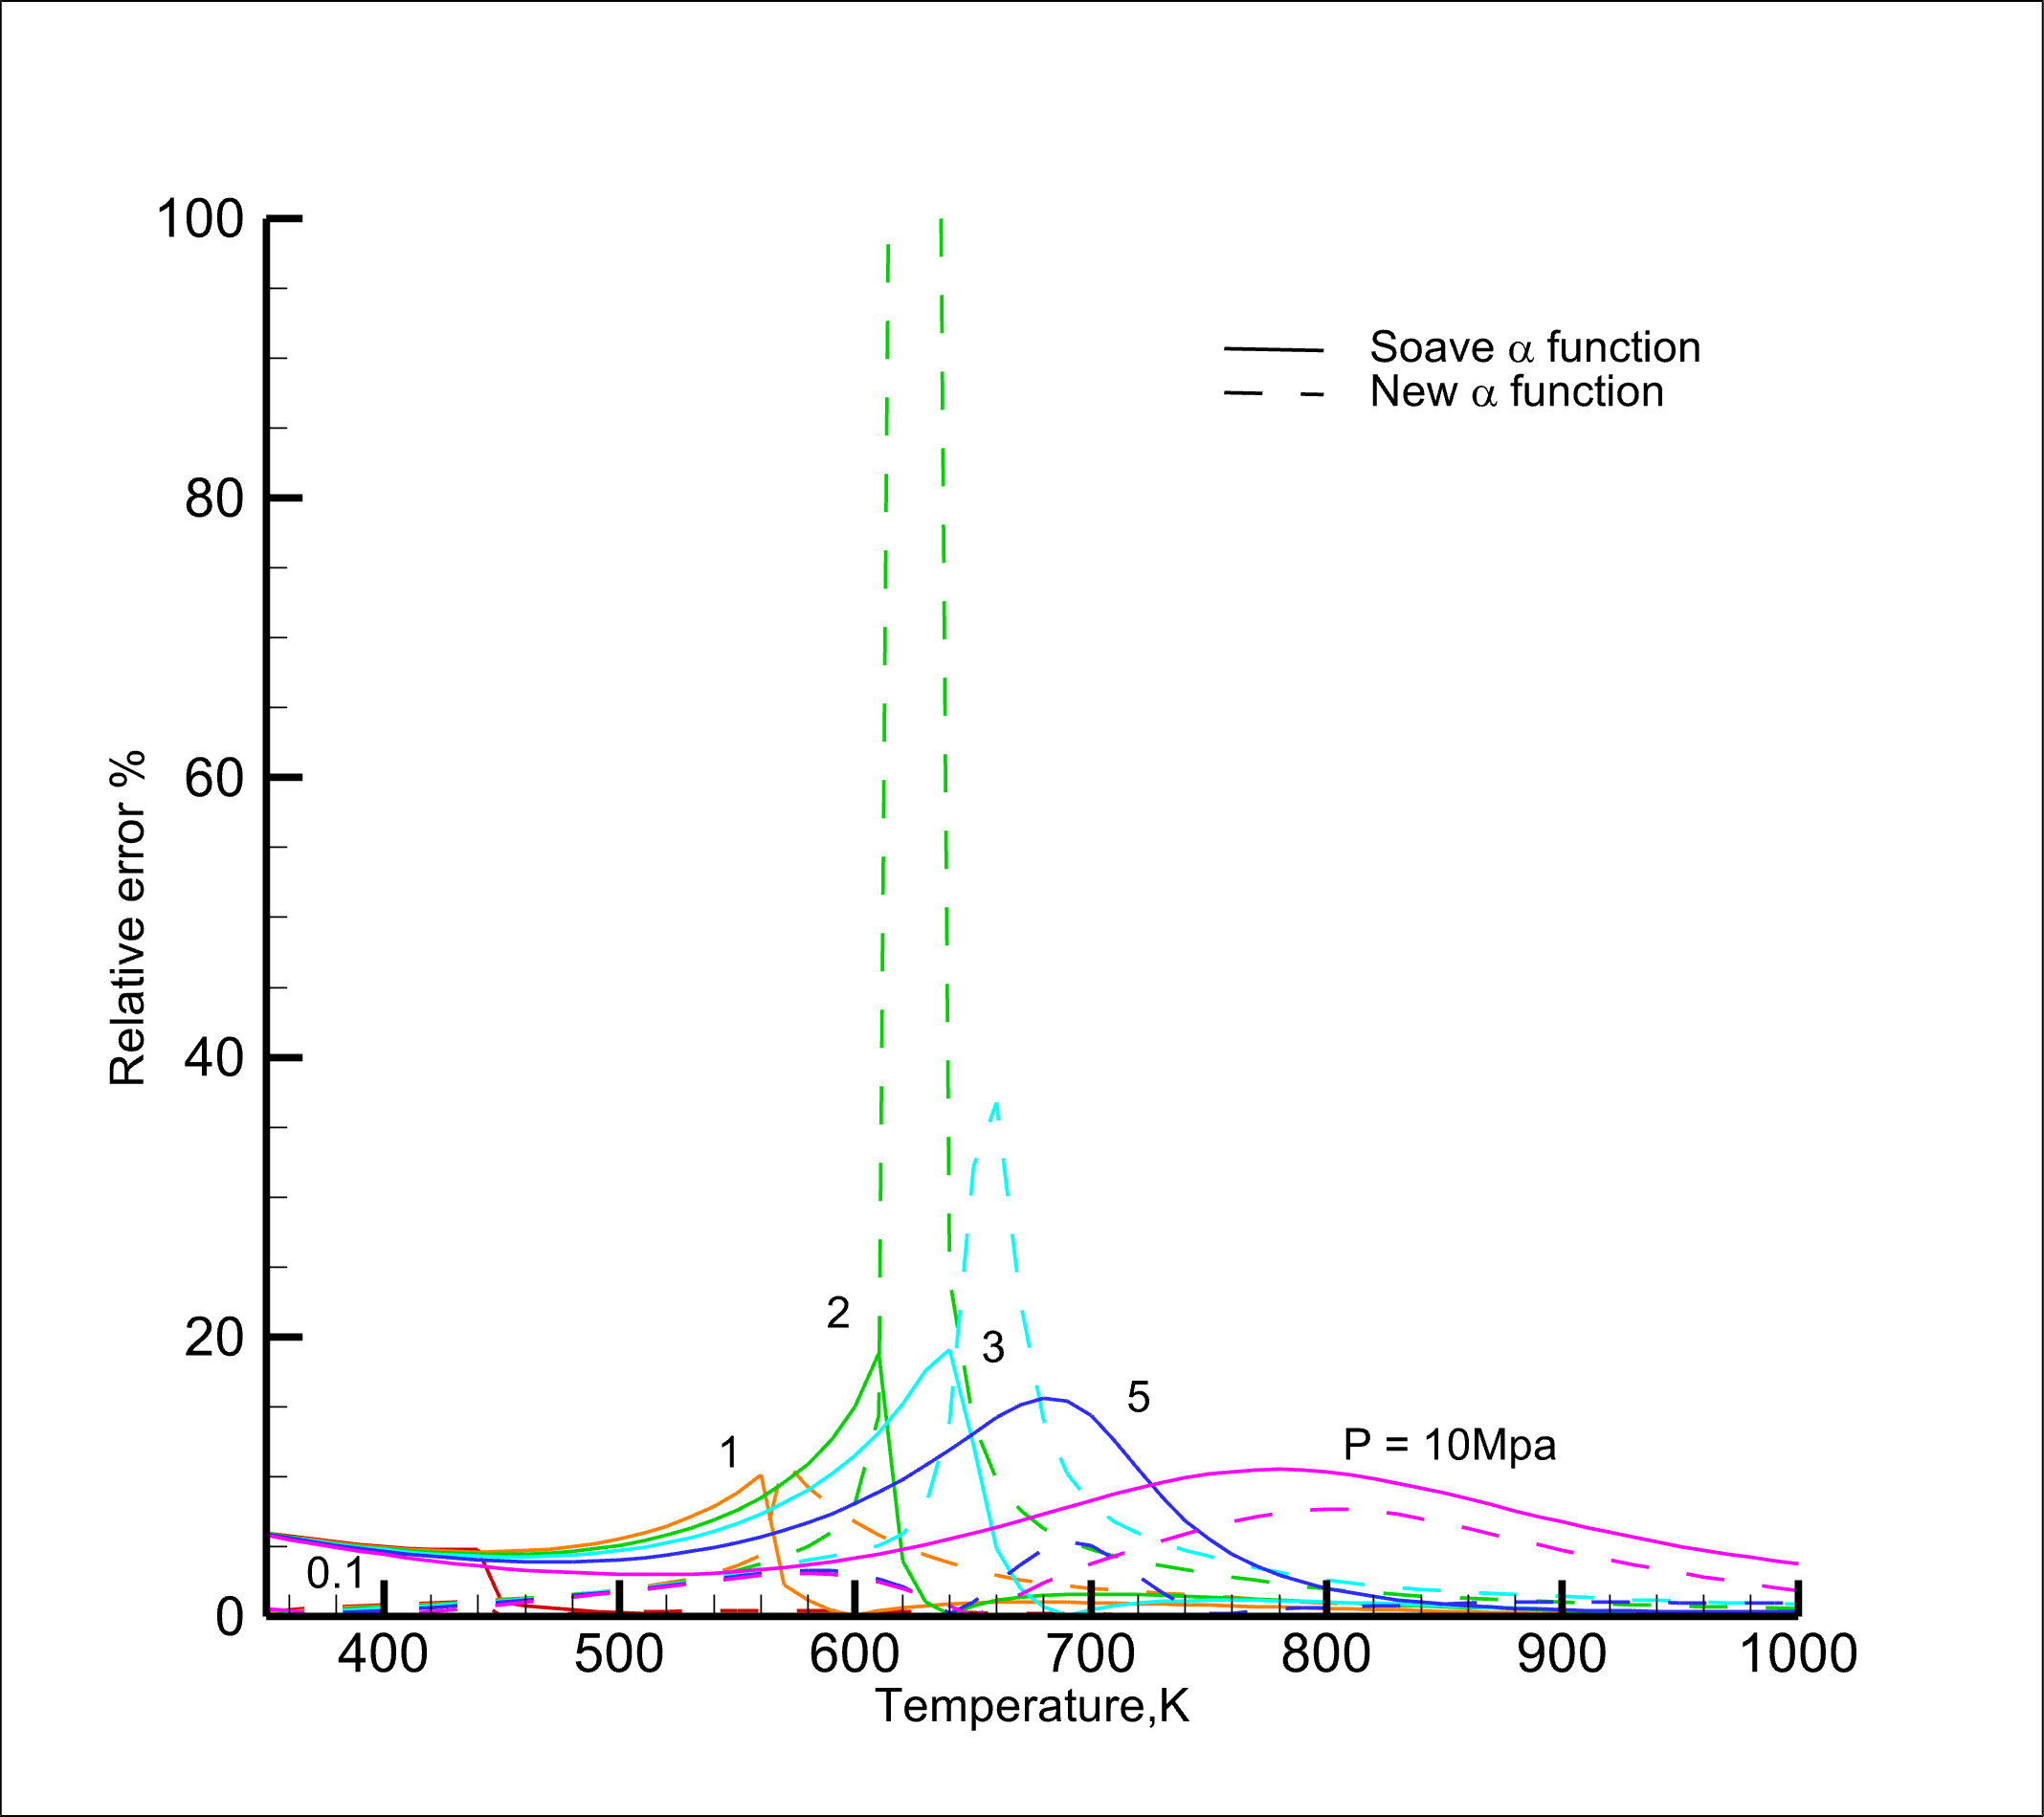 100
80
60
40
20
0
Relative error %
Soave α function
New α function
2
3
5
1
P = 10Mpa
0.1
400 500 600 700 800 900 1000
Temperature,K